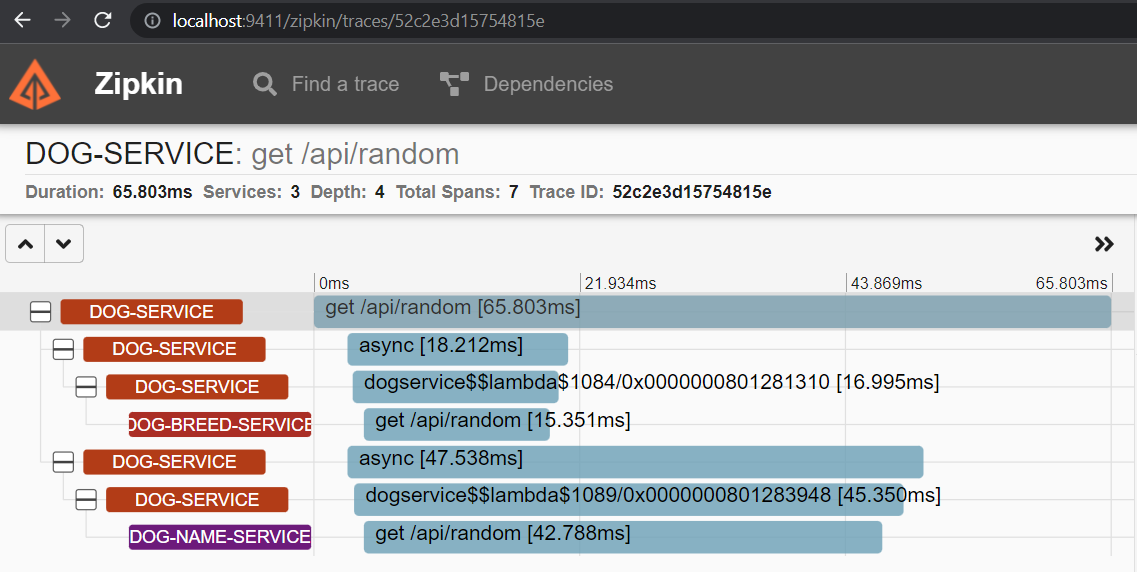 localhost:9411/zipkin/traces/52c2e3d15754815e
Zipkin Find a trace Dependencies
DOG-SERVICE: get /api/random
Duration: 65.803ms Services: 3 Depth: 4 Total Spans: 7 Trace ID: 52c2e3d15754815e
0ms 21.934ms 43.869ms 65.803ms
DOG-SERVICE get /api/random [65.803ms]
DOG-SERVICE async [18.212ms]
DOG-SERVICE dogservice$$lambda$1084/0x0000000801281310 [16.995ms]
DOG-BREED-SERVICE get /api/random [15.351ms]
DOG-SERVICE async [47.538ms]
DOG-SERVICE dogservice$$lambda$1089/0x0000000801283948 [45.350ms]
DOG-NAME-SERVICE get /api/random [42.788ms]